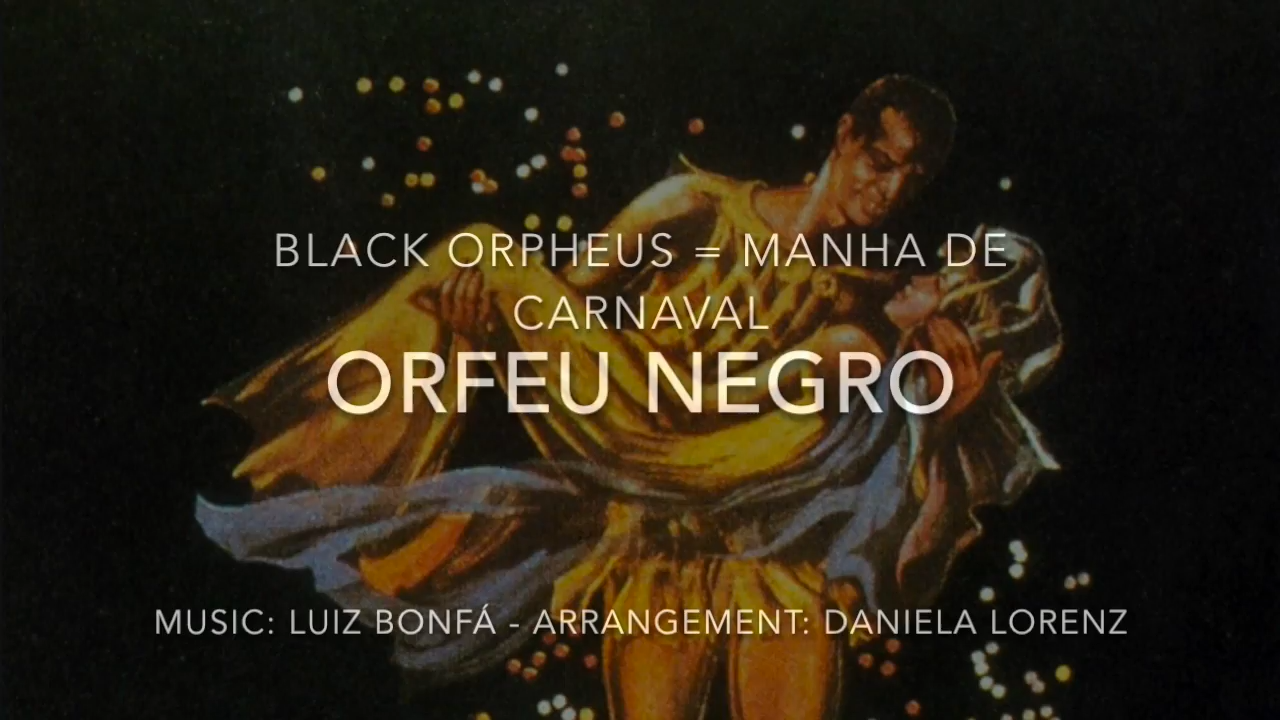 BLACK ORPHEUS = MANHA DE
CARNAVAL
ORFEU NEGRO
MUSIC: LUIZ BONFÁ - ARRANGEMENT: DANIELA LORENZ